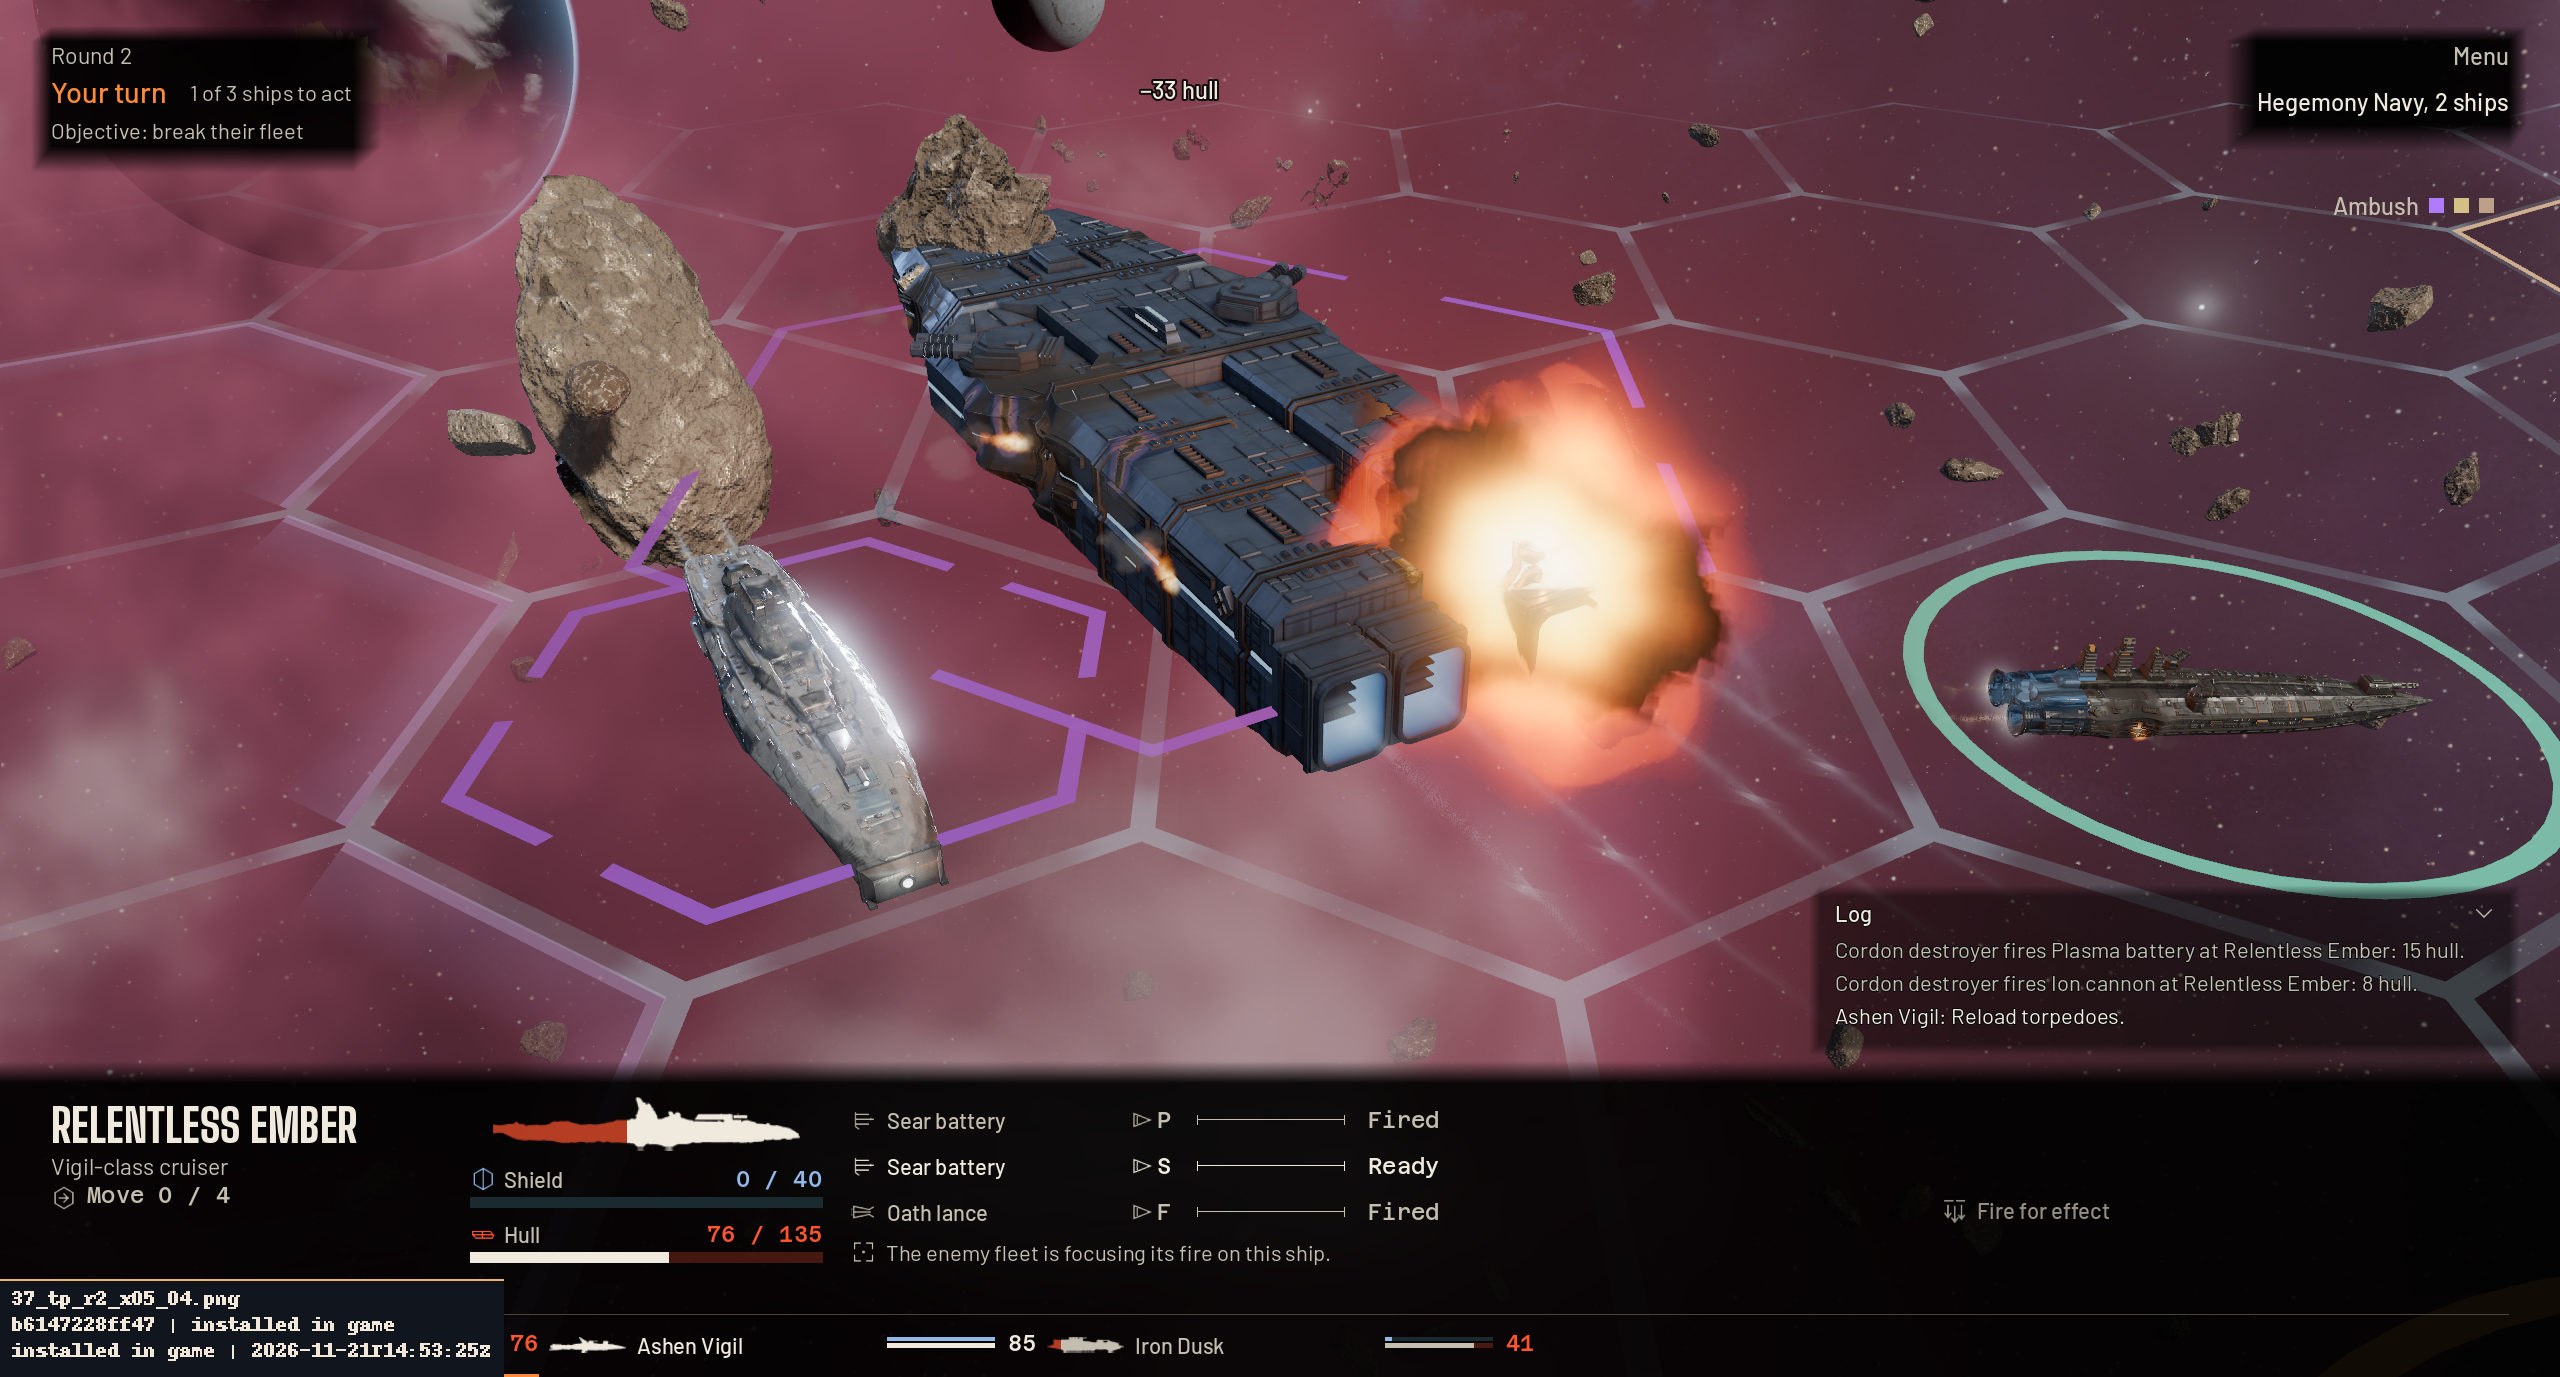 Round 2
Your turn 1 of 3 ships to act
Objective: break their fleet
−33 hull
Menu
Hegemony Navy, 2 ships
Ambush
Log
Cordon destroyer fires Plasma battery at Relentless Ember: 15 hull.
Cordon destroyer fires Ion cannon at Relentless Ember: 8 hull.
Ashen Vigil: Reload torpedoes.
RELENTLESS EMBER
Vigil-class cruiser
Move 0 / 4
Shield 0 / 40
Hull 76 / 135
Sear battery P Fired
Sear battery S Ready
Oath lance F Fired
The enemy fleet is focusing its fire on this ship.
Fire for effect
37_tp_r2_x05_04.png
b6147228ff47 | installed in game
installed in game | 2026-11-21r14:53:25z
76 Ashen Vigil 85 Iron Dusk 41